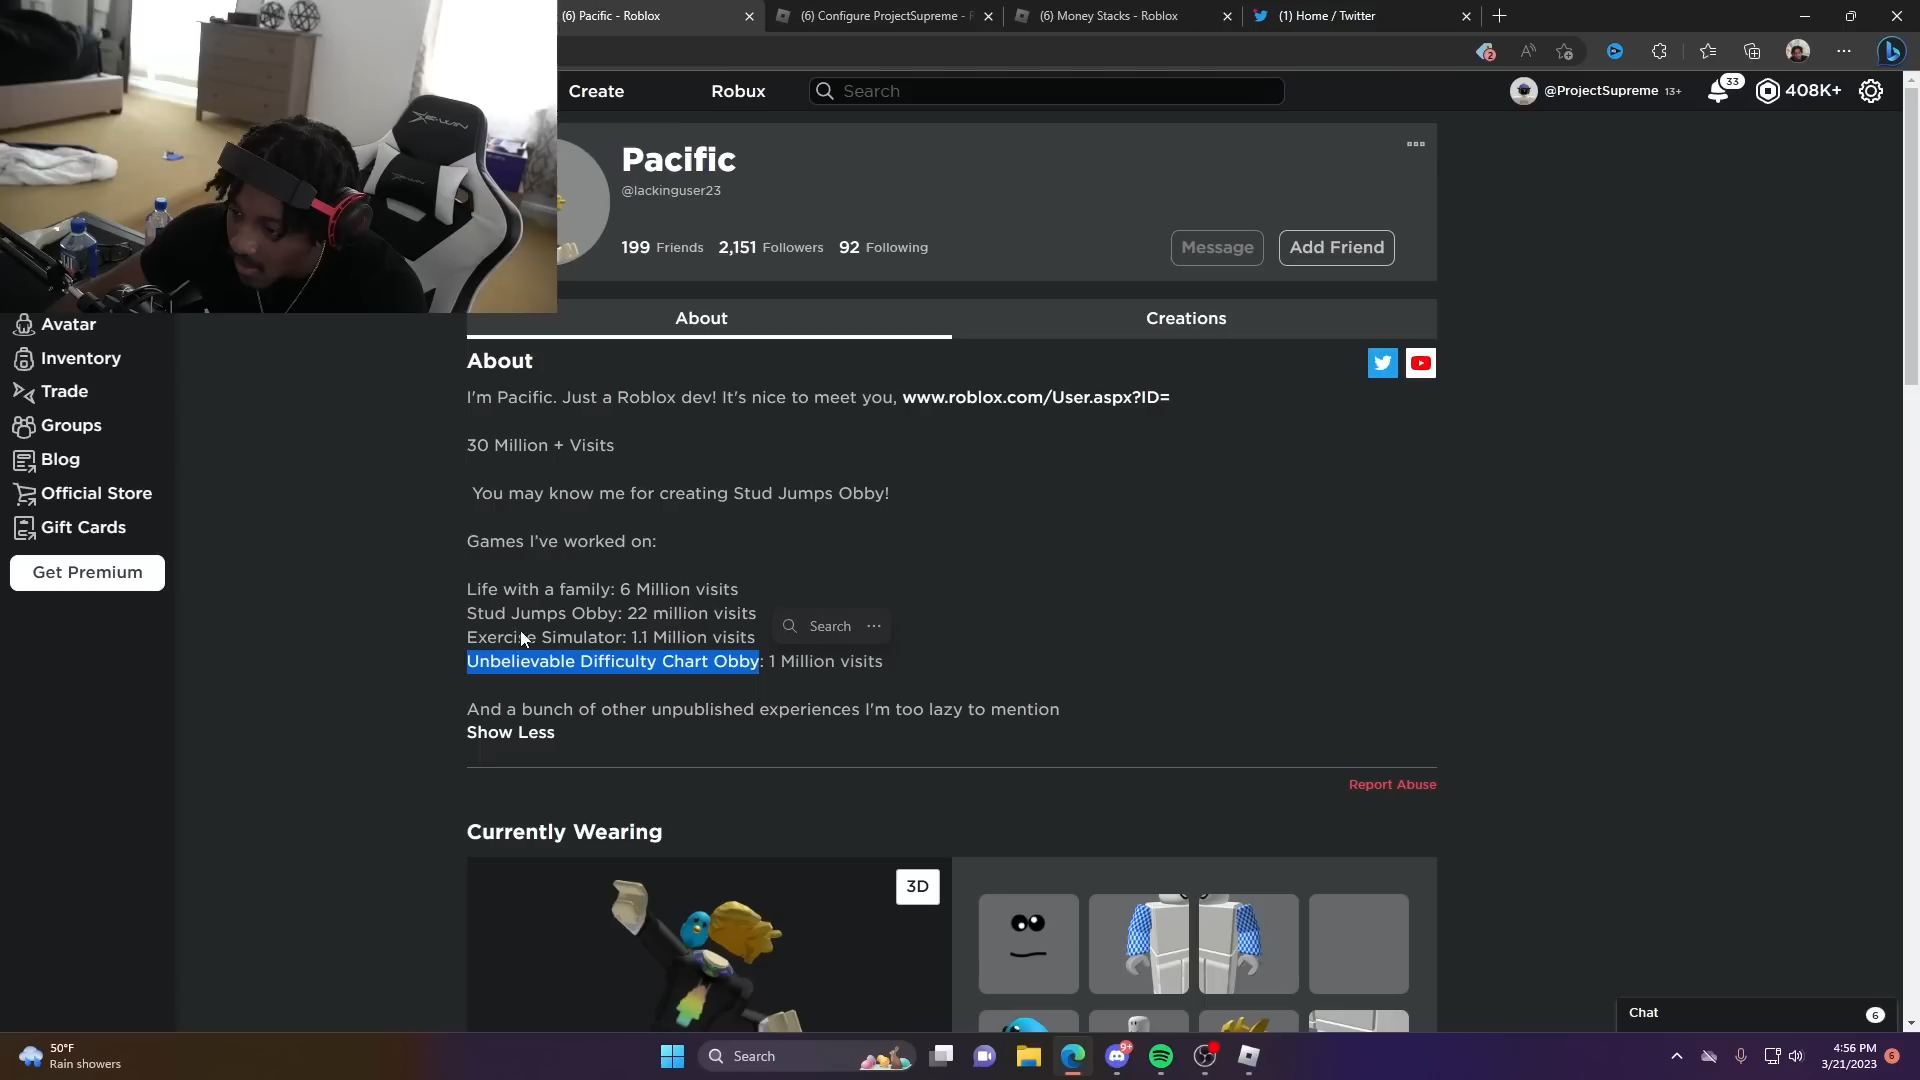 (6) Pacific - Roblox
(6) Configure ProjectSupreme -
(6) Money Stacks - Roblox
(1) Home / Twitter
2
Create
Robux
Search
@ProjectSupreme 13+
33
408K+
Pacific
@lackinguser23
199 Friends 2,151 Followers 92 Following
Message
Add Friend
About
Creations
Avatar
Inventory
Trade
Groups
Blog
Official Store
Gift Cards
Get Premium
About
I'm Pacific. Just a Roblox dev! It's nice to meet you, www.roblox.com/User.aspx?ID=
30 Million + Visits
You may know me for creating Stud Jumps Obby!
Games I've worked on:
Life with a family: 6 Million visits
Stud Jumps Obby: 22 million visits
Exercise Simulator: 1.1 Million visits
Search
Unbelievable Difficulty Chart Obby: 1 Million visits
And a bunch of other unpublished experiences I'm too lazy to mention
Show Less
Report Abuse
Currently Wearing
3D
Chat
6
50°F
Rain showers
Search
9+
4:56 PM
3/21/2023
6